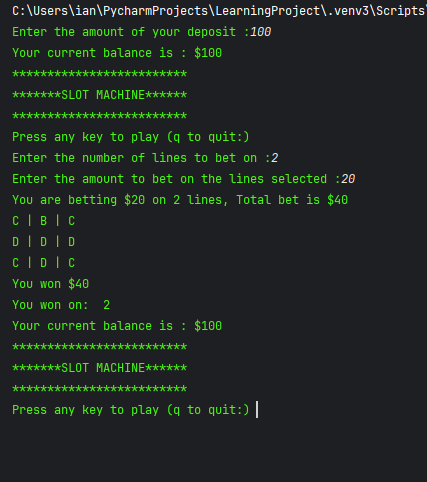 C:\Users\ian\PycharmProjects\LearningProject\.venv3\Scripts\
Enter the amount of your deposit :100
Your current balance is : $100
*************************
*******SLOT MACHINE******
*************************
Press any key to play (q to quit:)
Enter the number of lines to bet on :2
Enter the amount to bet on the lines selected :20
You are betting $20 on 2 lines, Total bet is $40
C | B | C
D | D | D
C | D | C
You won $40
You won on:  2
Your current balance is : $100
*************************
*******SLOT MACHINE******
*************************
Press any key to play (q to quit:)